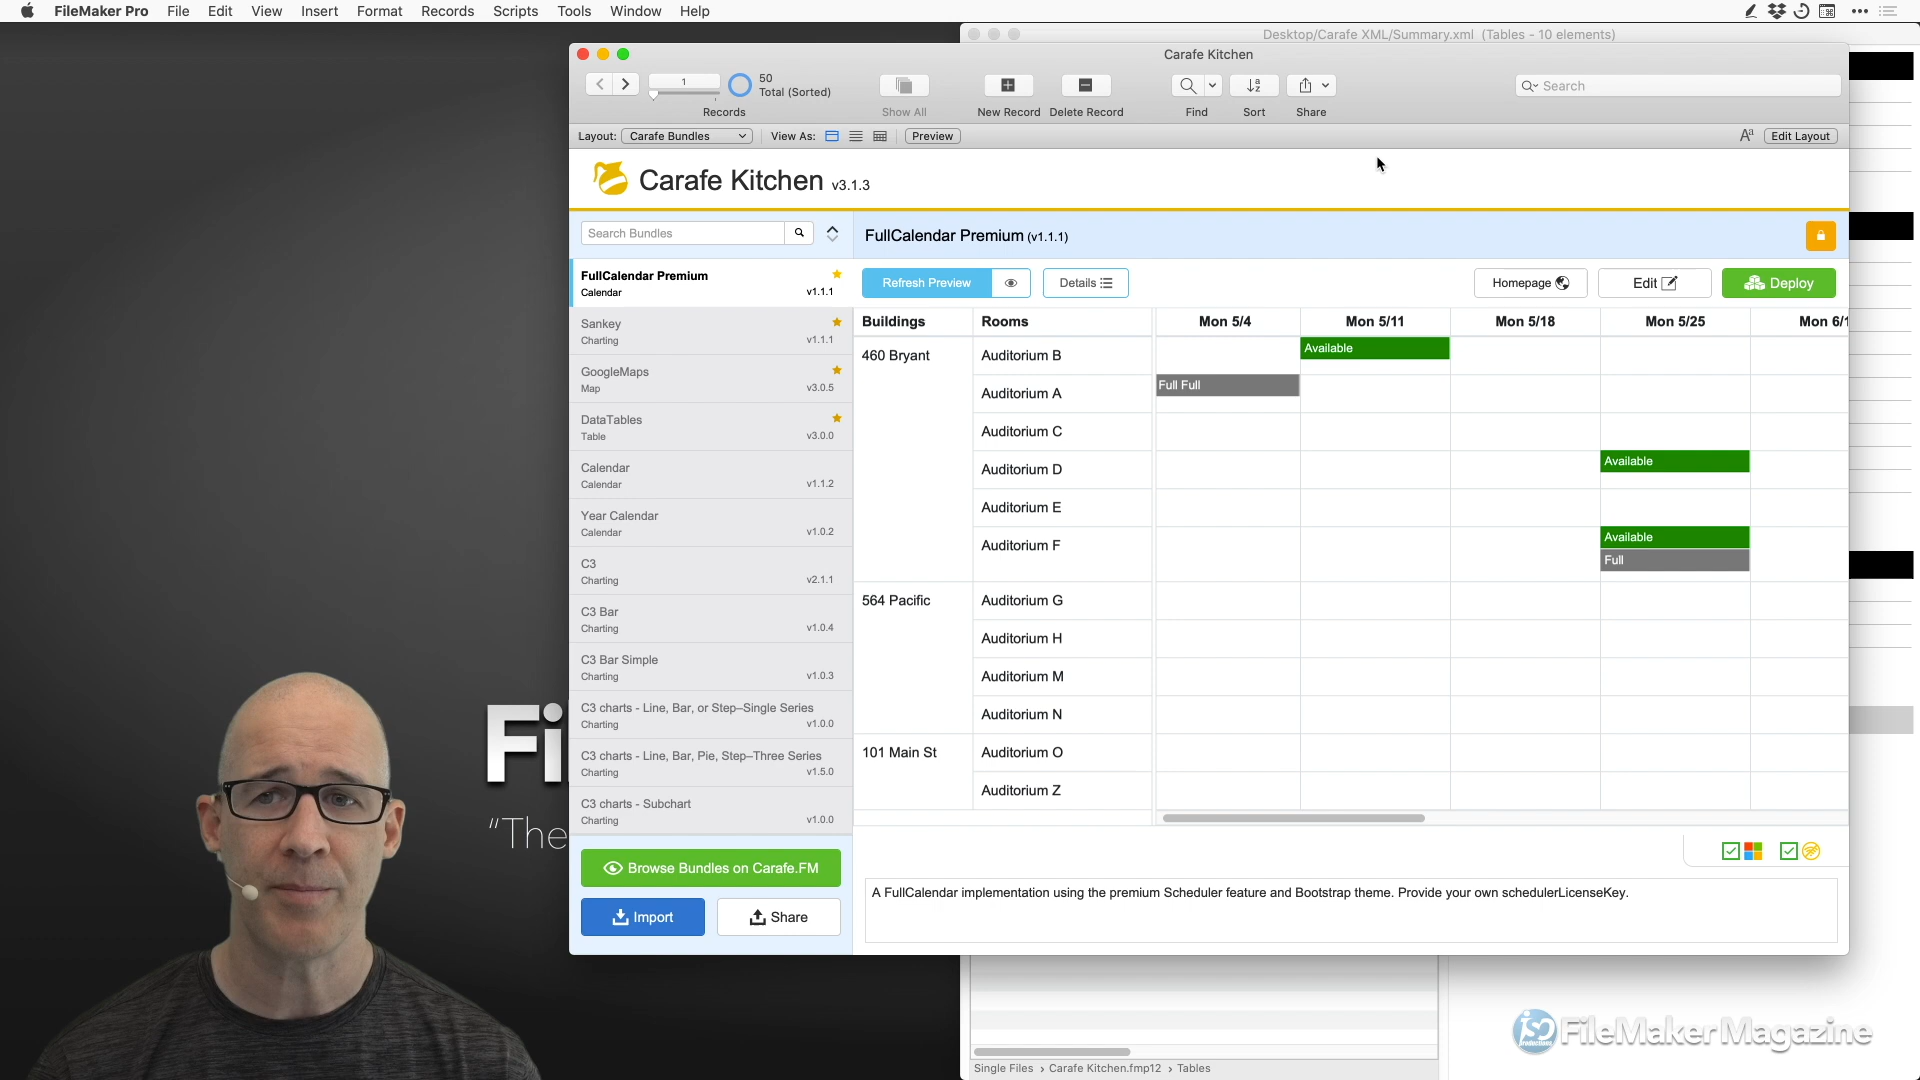 FileMaker Pro File Edit View Insert Format Records Scripts Tools Window Help
Desktop/Carafe XML/Summary.xml (Tables - 10 elements)
Carafe Kitchen
1
50
Total (Sorted)
Records
Show All
New Record
Delete Record
Find
Sort
Share
Search
Layout: Carafe Bundles
View As:
Preview
Aa
Edit Layout
Carafe Kitchen v3.1.3
Search Bundles
FullCalendar Premium (v1.1.1)
FullCalendar Premium
Calendar v1.1.1
Sankey
Charting v1.1.1
GoogleMaps
Map v3.0.5
DataTables
Table v3.0.0
Calendar
Calendar v1.1.2
Year Calendar
Calendar v1.0.2
C3
Charting v2.1.1
C3 Bar
Charting v1.0.4
C3 Bar Simple
Charting v1.0.3
C3 charts - Line, Bar, or Step–Single Series
Charting v1.0.0
C3 charts - Line, Bar, Pie, Step–Three Series
Charting v1.5.0
C3 charts - Subchart
Charting v1.0.0
Browse Bundles on Carafe.FM
Import
Share
Refresh Preview
Details
Homepage
Edit
Deploy
Buildings Rooms Mon 5/4 Mon 5/11 Mon 5/18 Mon 5/25 Mon 6/1
460 Bryant Auditorium B Available
Auditorium A Full Full
Auditorium C
Auditorium D Available
Auditorium E
Auditorium F Available
Full
564 Pacific Auditorium G
Auditorium H
Auditorium M
Auditorium N
101 Main St Auditorium O
Auditorium Z
A FullCalendar implementation using the premium Scheduler feature and Bootstrap theme. Provide your own schedulerLicenseKey.
Fi
"The
Single Files › Carafe Kitchen.fmp12 › Tables
ISO
productions
FileMaker Magazine